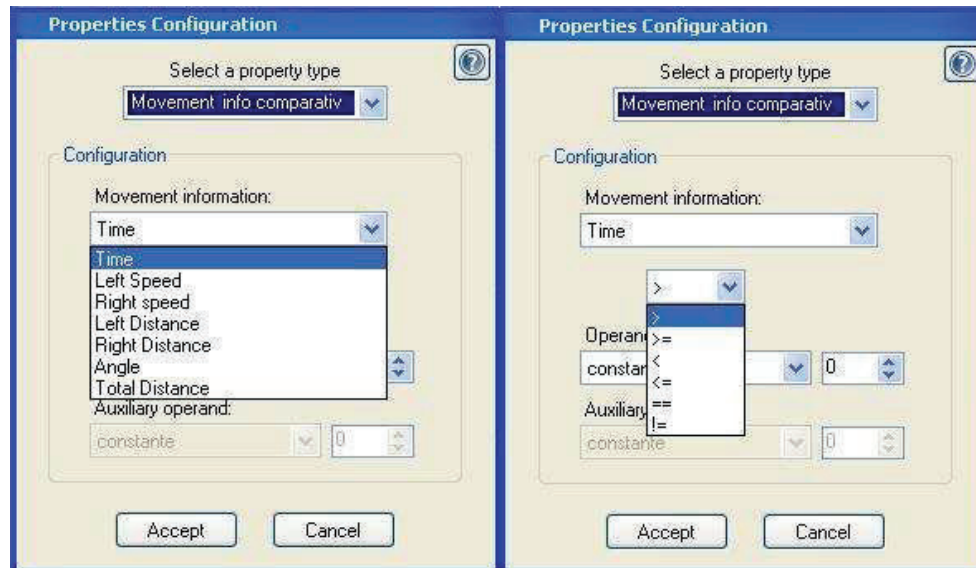 Properties Configuration
Select a property type
Movement info comparativ
Configuration
Movement information:
Time
Time
Left Speed
Right speed
Left Distance
Right Distance
Angle
Total Distance
Auxiliary operand:
constante 0
Accept Cancel
Properties Configuration
Select a property type
Movement info comparativ
Configuration
Movement information:
Time
>
>
Operan >=
constar < 0
<=
Auxiliary ==
!=
constante 0
Accept Cancel